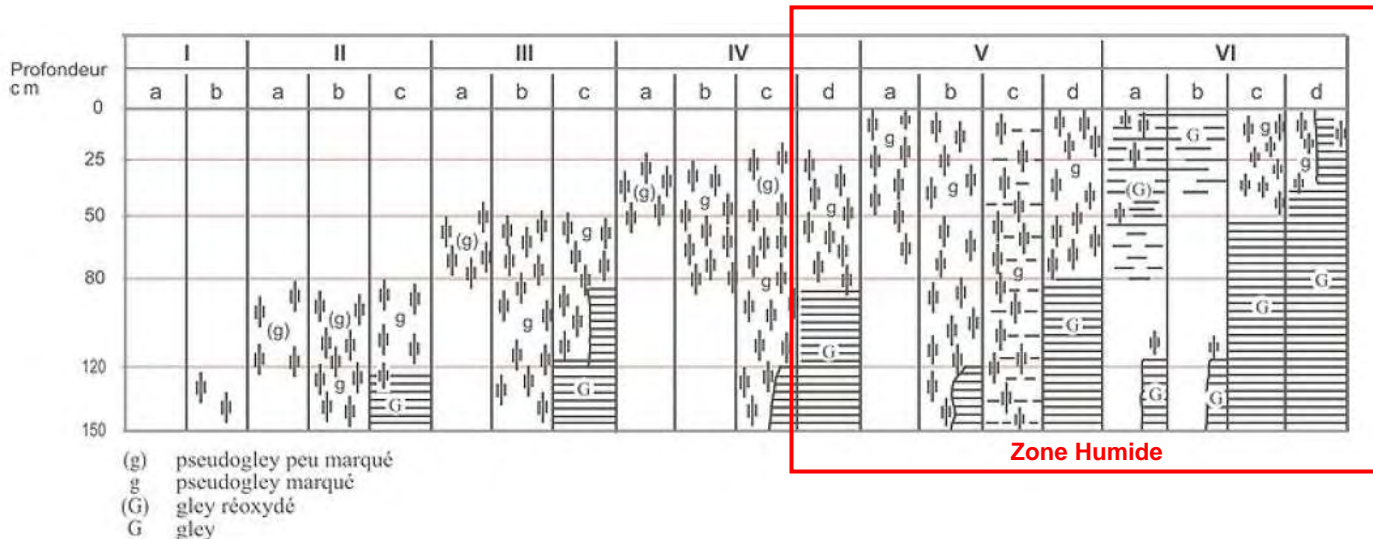 I II III IV V VI
Profondeur
cm
a b a b c a b c a b c d a b c d a b c d
0
g g G g
25
(g) g (g) g g g (G) g
50
(g) g g
g
80
g G
(g) (g) g g G G G
120
g G G G G
150
Zone Humide
(g) pseudogley peu marqué
g pseudogley marqué
(G) gley réoxydé
G gley